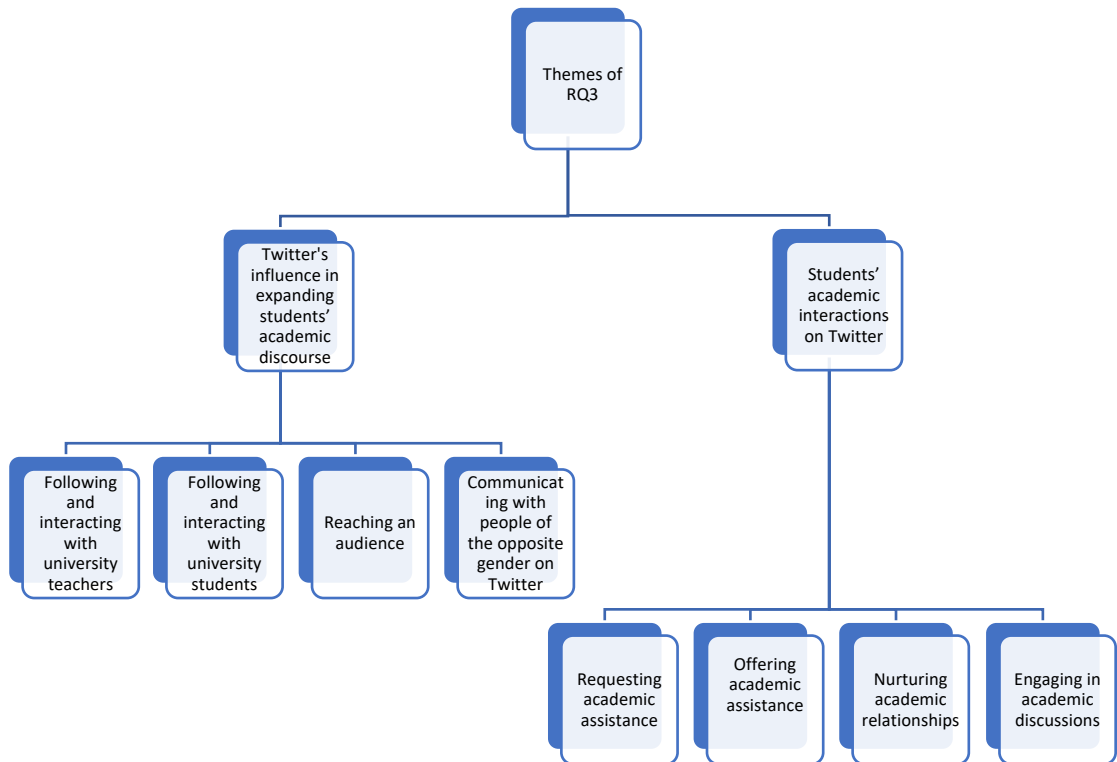 Themes of
RQ3
Twitter's
influence in
expanding
students’
academic
discourse
Students’
academic
interactions
on Twitter
Following
and
interacting
with
university
teachers
Following
and
interacting
with
university
students
Reaching an
audience
Communicat
ing with
people of
the opposite
gender on
Twitter
Requesting
academic
assistance
Offering
academic
assistance
Nurturing
academic
relationships
Engaging in
academic
discussions